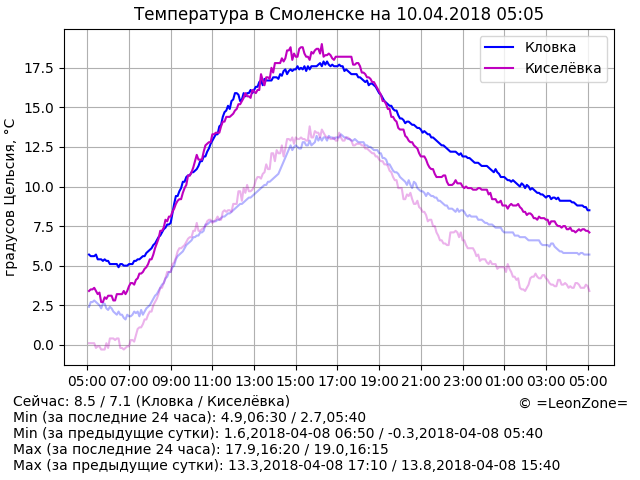 Температура в Смоленске на 10.04.2018 05:05
Кловка
Киселёвка
градусов Цельсия, °C
17.5
15.0
12.5
10.0
7.5
5.0
2.5
0.0
05:00 07:00 09:00 11:00 13:00 15:00 17:00 19:00 21:00 23:00 01:00 03:00 05:00
Сейчас: 8.5 / 7.1 (Кловка / Киселёвка)
© =LeonZone=
Min (за последние 24 часа): 4.9,06:30 / 2.7,05:40
Min (за предыдущие сутки): 1.6,2018-04-08 06:50 / -0.3,2018-04-08 05:40
Max (за последние 24 часа): 17.9,16:20 / 19.0,16:15
Max (за предыдущие сутки): 13.3,2018-04-08 17:10 / 13.8,2018-04-08 15:40